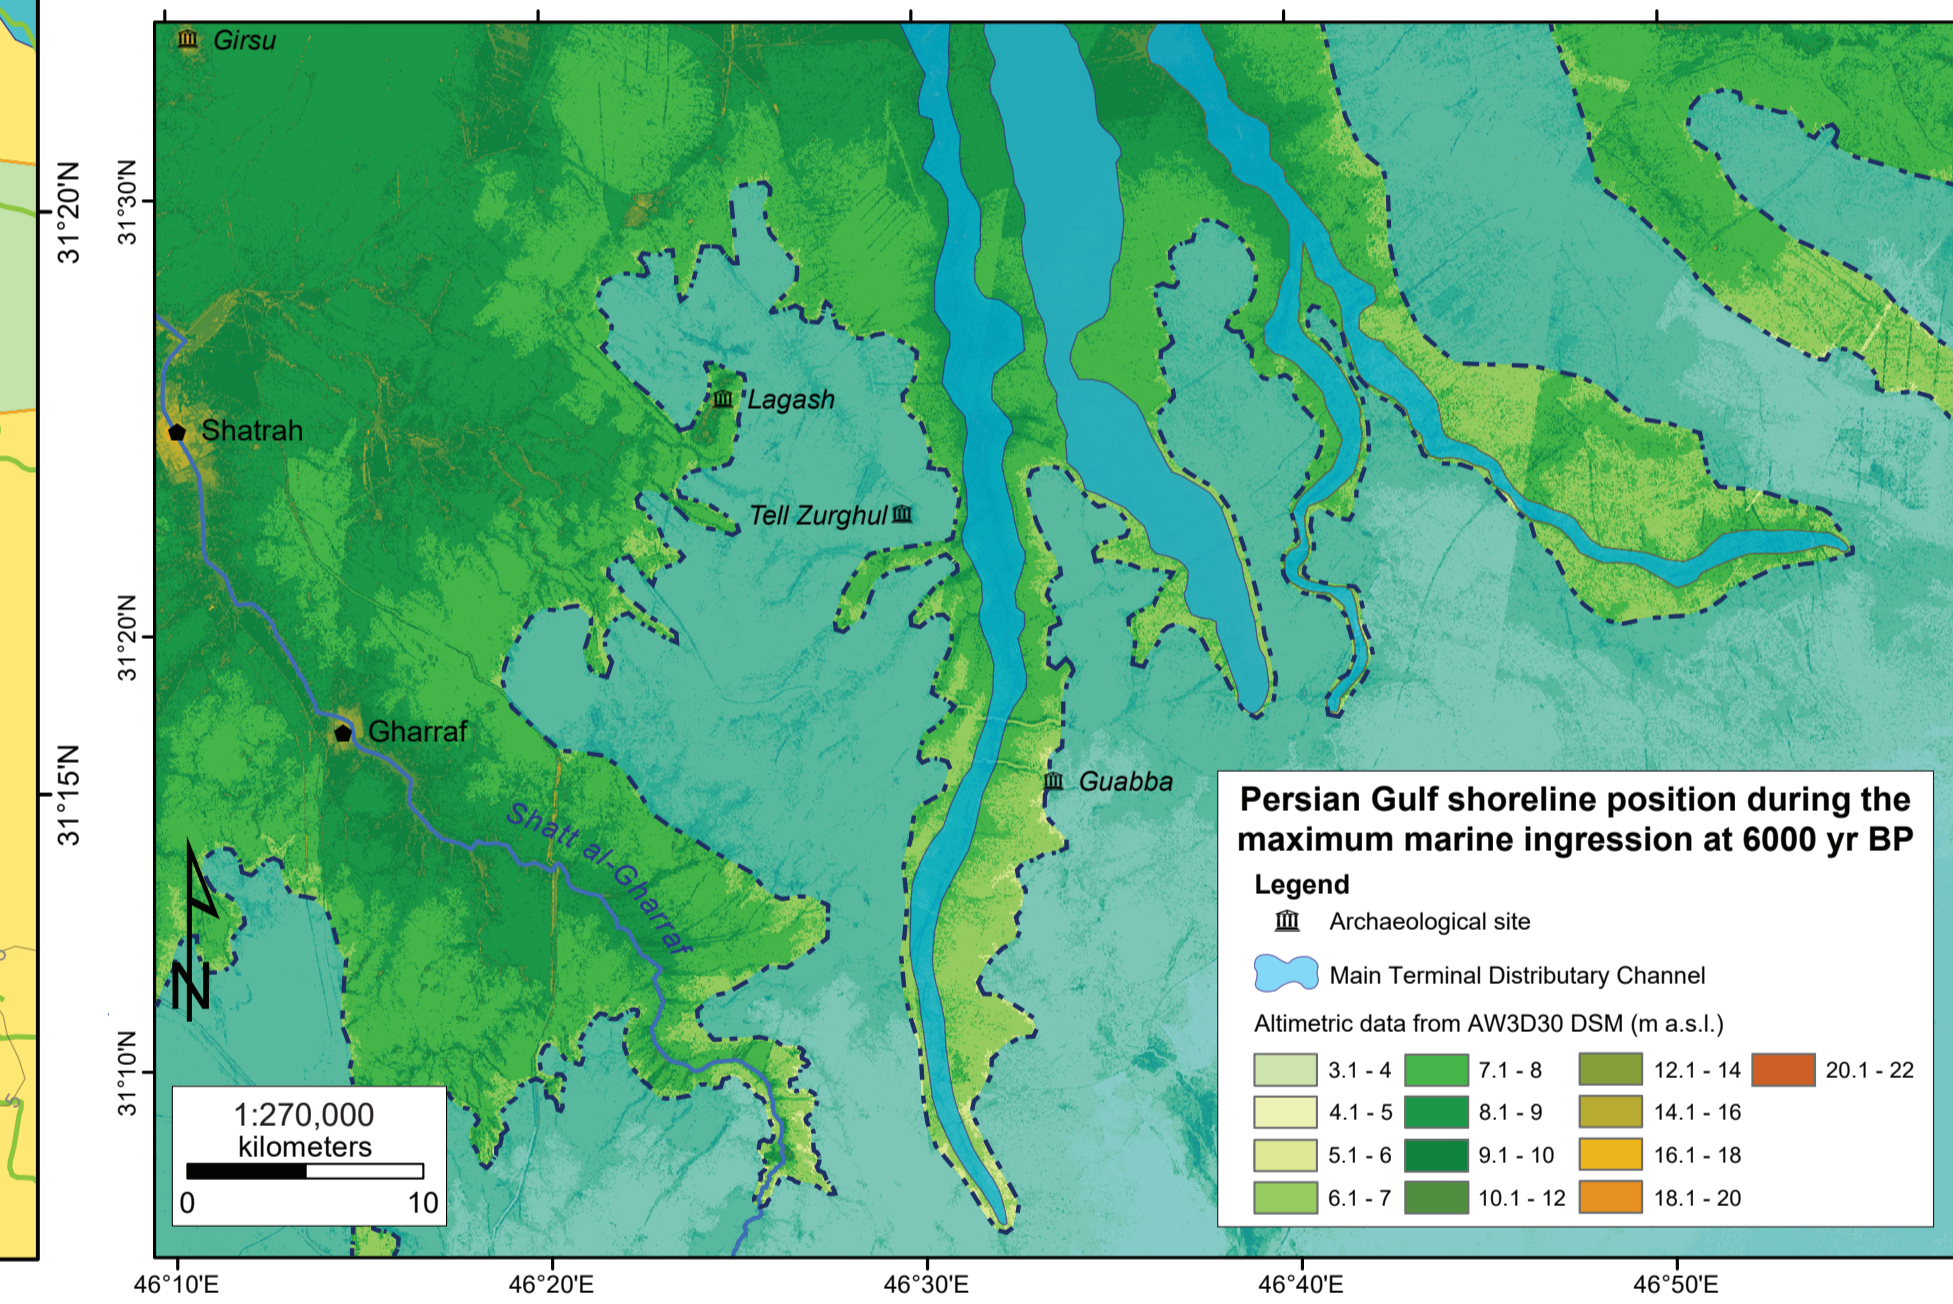 Girsu
31°20'N
31°30'N
Lagash
Shatrah
Tell Zurghul
31°20'N
Gharraf
31°15'N
Guabba
Shatt al-Gharraf
Persian Gulf shoreline position during the
maximum marine ingression at 6000 yr BP
Legend
Archaeological site
Main Terminal Distributary Channel
Altimetric data from AW3D30 DSM (m a.s.l.)
3.1 - 4 7.1 - 8 12.1 - 14 20.1 - 22
4.1 - 5 8.1 - 9 14.1 - 16
5.1 - 6 9.1 - 10 16.1 - 18
6.1 - 7 10.1 - 12 18.1 - 20
N
31°10'N
1:270,000
kilometers
0 10
46°10'E 46°20'E 46°30'E 46°40'E 46°50'E